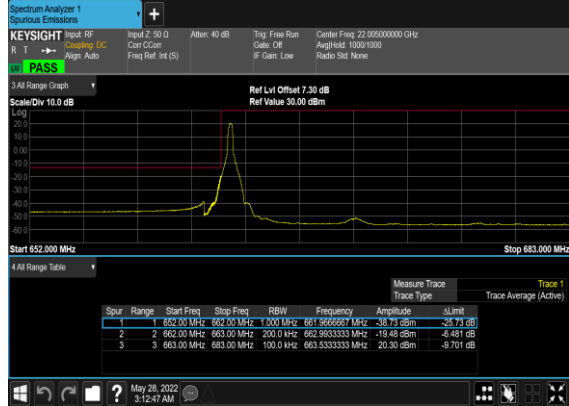 Spectrum Analyzer 1
Spurious Emissions
KEYSIGHT
R T
LW PASS
Input: RF
Coupling: DC
Align: Auto
Input Z: 50 Ω
Corr CCorr
Freq Ref: Int (S)
Atten: 40 dB
Trig: Free Run
Gate: Off
IF Gain: Low
Center Freq: 22.005000000 GHz
Avg|Hold: 1000/1000
Radio Std: None
3 All Range Graph
Scale/Div 10.0 dB
Ref Lvl Offset 7.30 dB
Ref Value 30.00 dBm
Log
20.0
10.0
0.00
-10.0
-20.0
-30.0
-40.0
-50.0
-60.0
Start 652.000 MHz
Stop 683.000 MHz
4 All Range Table
Measure Trace Trace 1
Trace Type Trace Average (Active)
Spur Range Start Freq Stop Freq RBW Frequency Amplitude ΔLimit
1 1 652.00 MHz 662.00 MHz 1.000 MHz 661.9666667 MHz -38.73 dBm -25.73 dB
2 2 662.00 MHz 663.00 MHz 200.0 kHz 662.9933333 MHz -19.48 dBm -6.481 dB
3 3 663.00 MHz 683.00 MHz 100.0 kHz 663.5333333 MHz 20.30 dBm -9.701 dB
May 28, 2022
3:12:47 AM